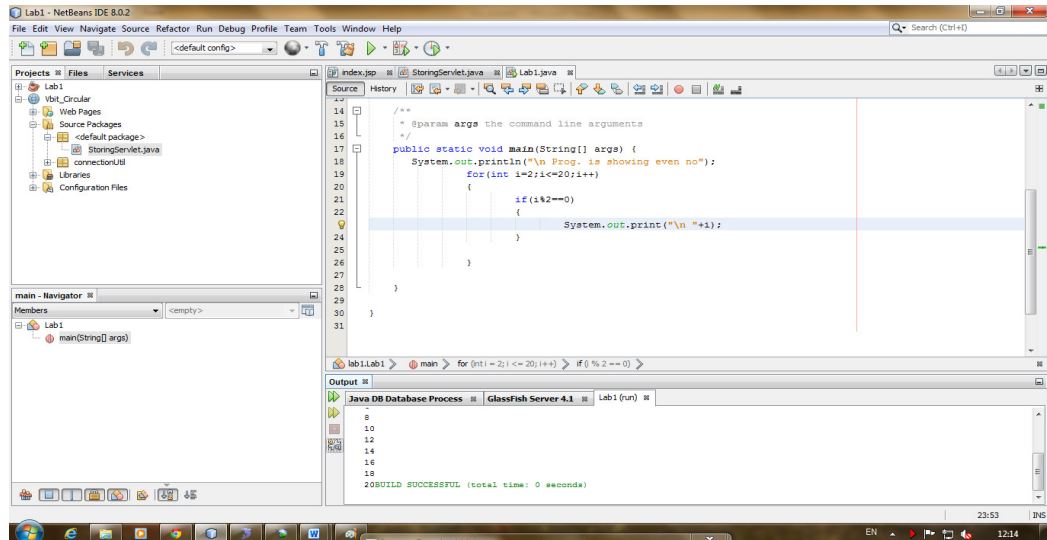 Lab1 - NetBeans IDE 8.0.2
File Edit View Navigate Source Refactor Run Debug Profile Team Tools Window Help
Search (Ctrl+I)
<default config>
Projects Files Services
Lab1
Vbit_Circular
Web Pages
Source Packages
<default package>
StoringServlet.java
connectionUtil
Libraries
Configuration Files
main - Navigator
Members <empty>
Lab1
main(String[] args)
index.jsp StoringServlet.java Lab1.java
Source History
13
14 /**
15 * @param args the command line arguments
16 */
17 public static void main(String[] args) {
18 System.out.println("\n Prog. is showing even no");
19 for(int i=2;i<=20;i++)
20 {
21 if(i%2==0)
22 {
System.out.print("\n "+i);
24 }
25
26 }
27
28 }
29
30 }
31
lab1.Lab1 main for (int i = 2; i <= 20; i++) if (i % 2 == 0)
Output
Java DB Database Process GlassFish Server 4.1 Lab1 (run)
8
10
12
14
16
18
20BUILD SUCCESSFUL (total time: 0 seconds)
23:53 INS
EN 12:14